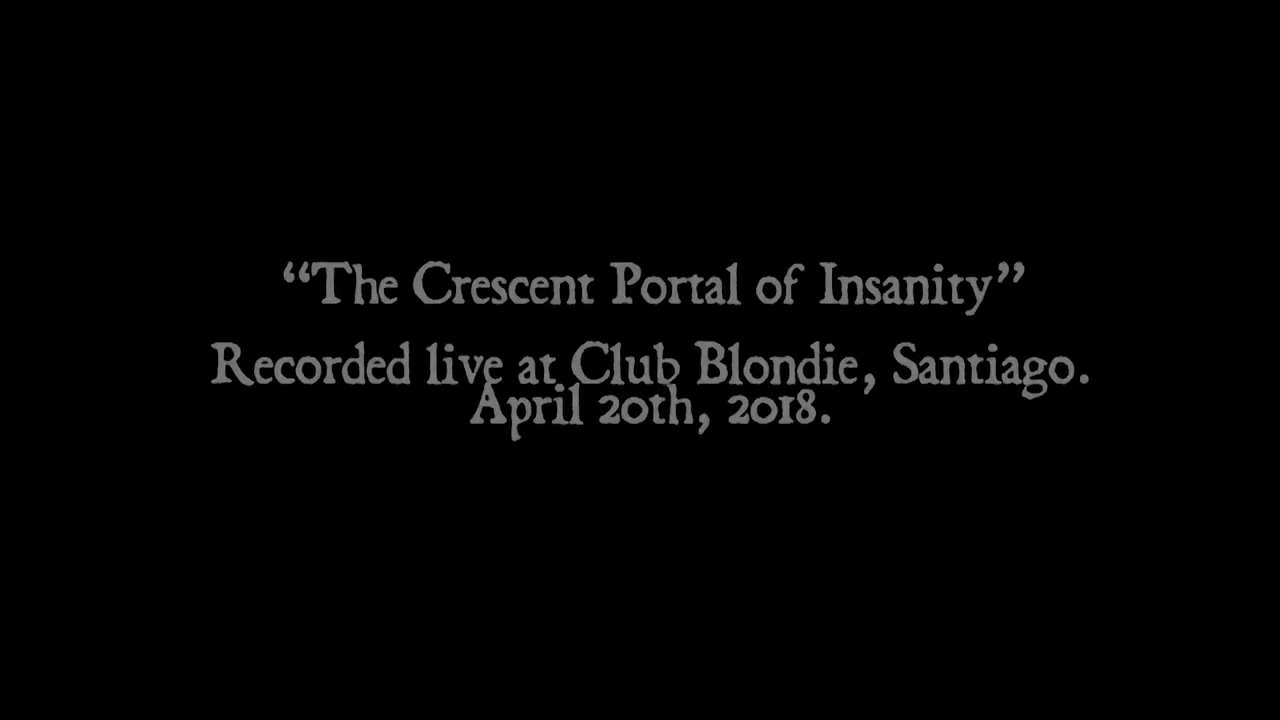 “The Crescent Portal of Insanity”
Recorded live at Club Blondie, Santiago.
April 20th, 2018.